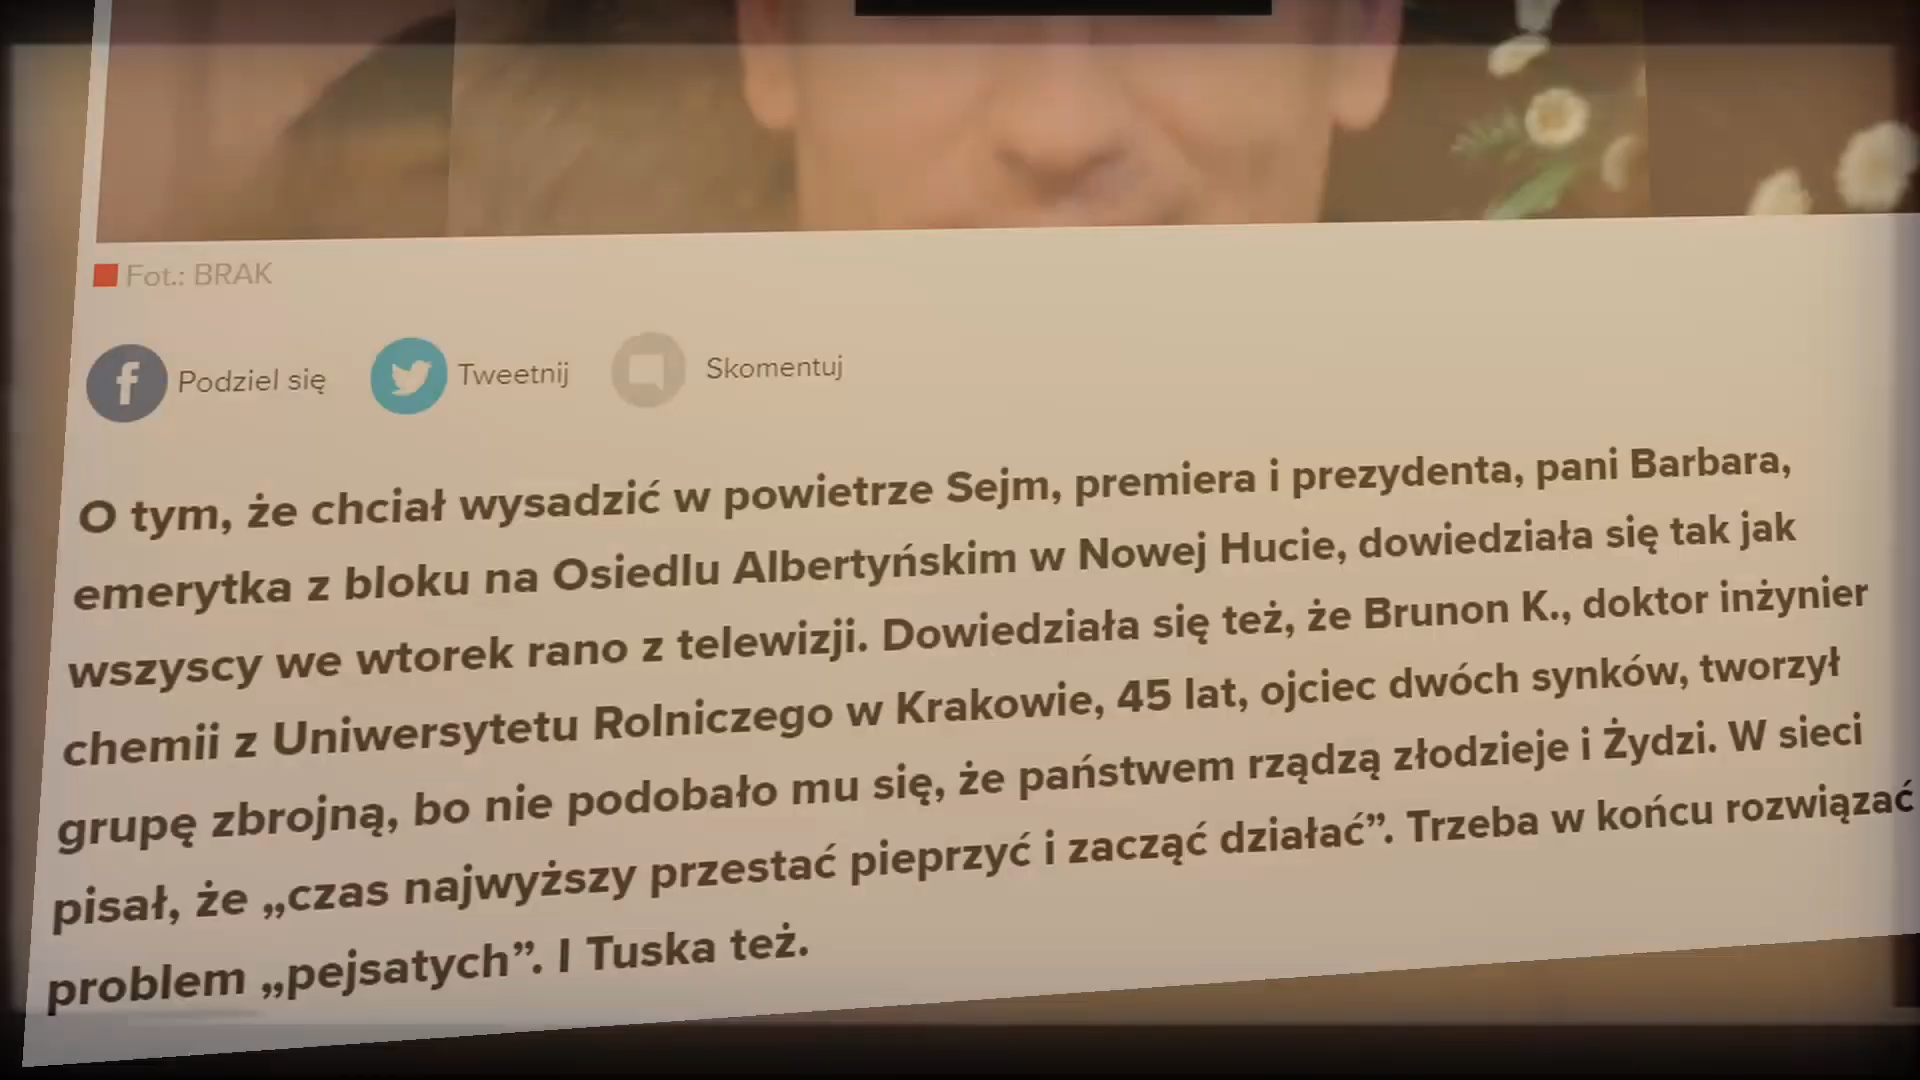 Fot.: BRAK
Podziel się Tweetnij Skomentuj
O tym, że chciał wysadzić w powietrze Sejm, premiera i prezydenta, pani Barbara,
emerytka z bloku na Osiedlu Albertyńskim w Nowej Hucie, dowiedziała się tak jak
wszyscy we wtorek rano z telewizji. Dowiedziała się też, że Brunon K., doktor inżynier
chemii z Uniwersytetu Rolniczego w Krakowie, 45 lat, ojciec dwóch synków, tworzył
grupę zbrojną, bo nie podobało mu się, że państwem rządzą złodzieje i Żydzi. W sieci
pisał, że „czas najwyższy przestać pieprzyć i zacząć działać”. Trzeba w końcu rozwiązać
problem „pejsatych”. I Tuska też.